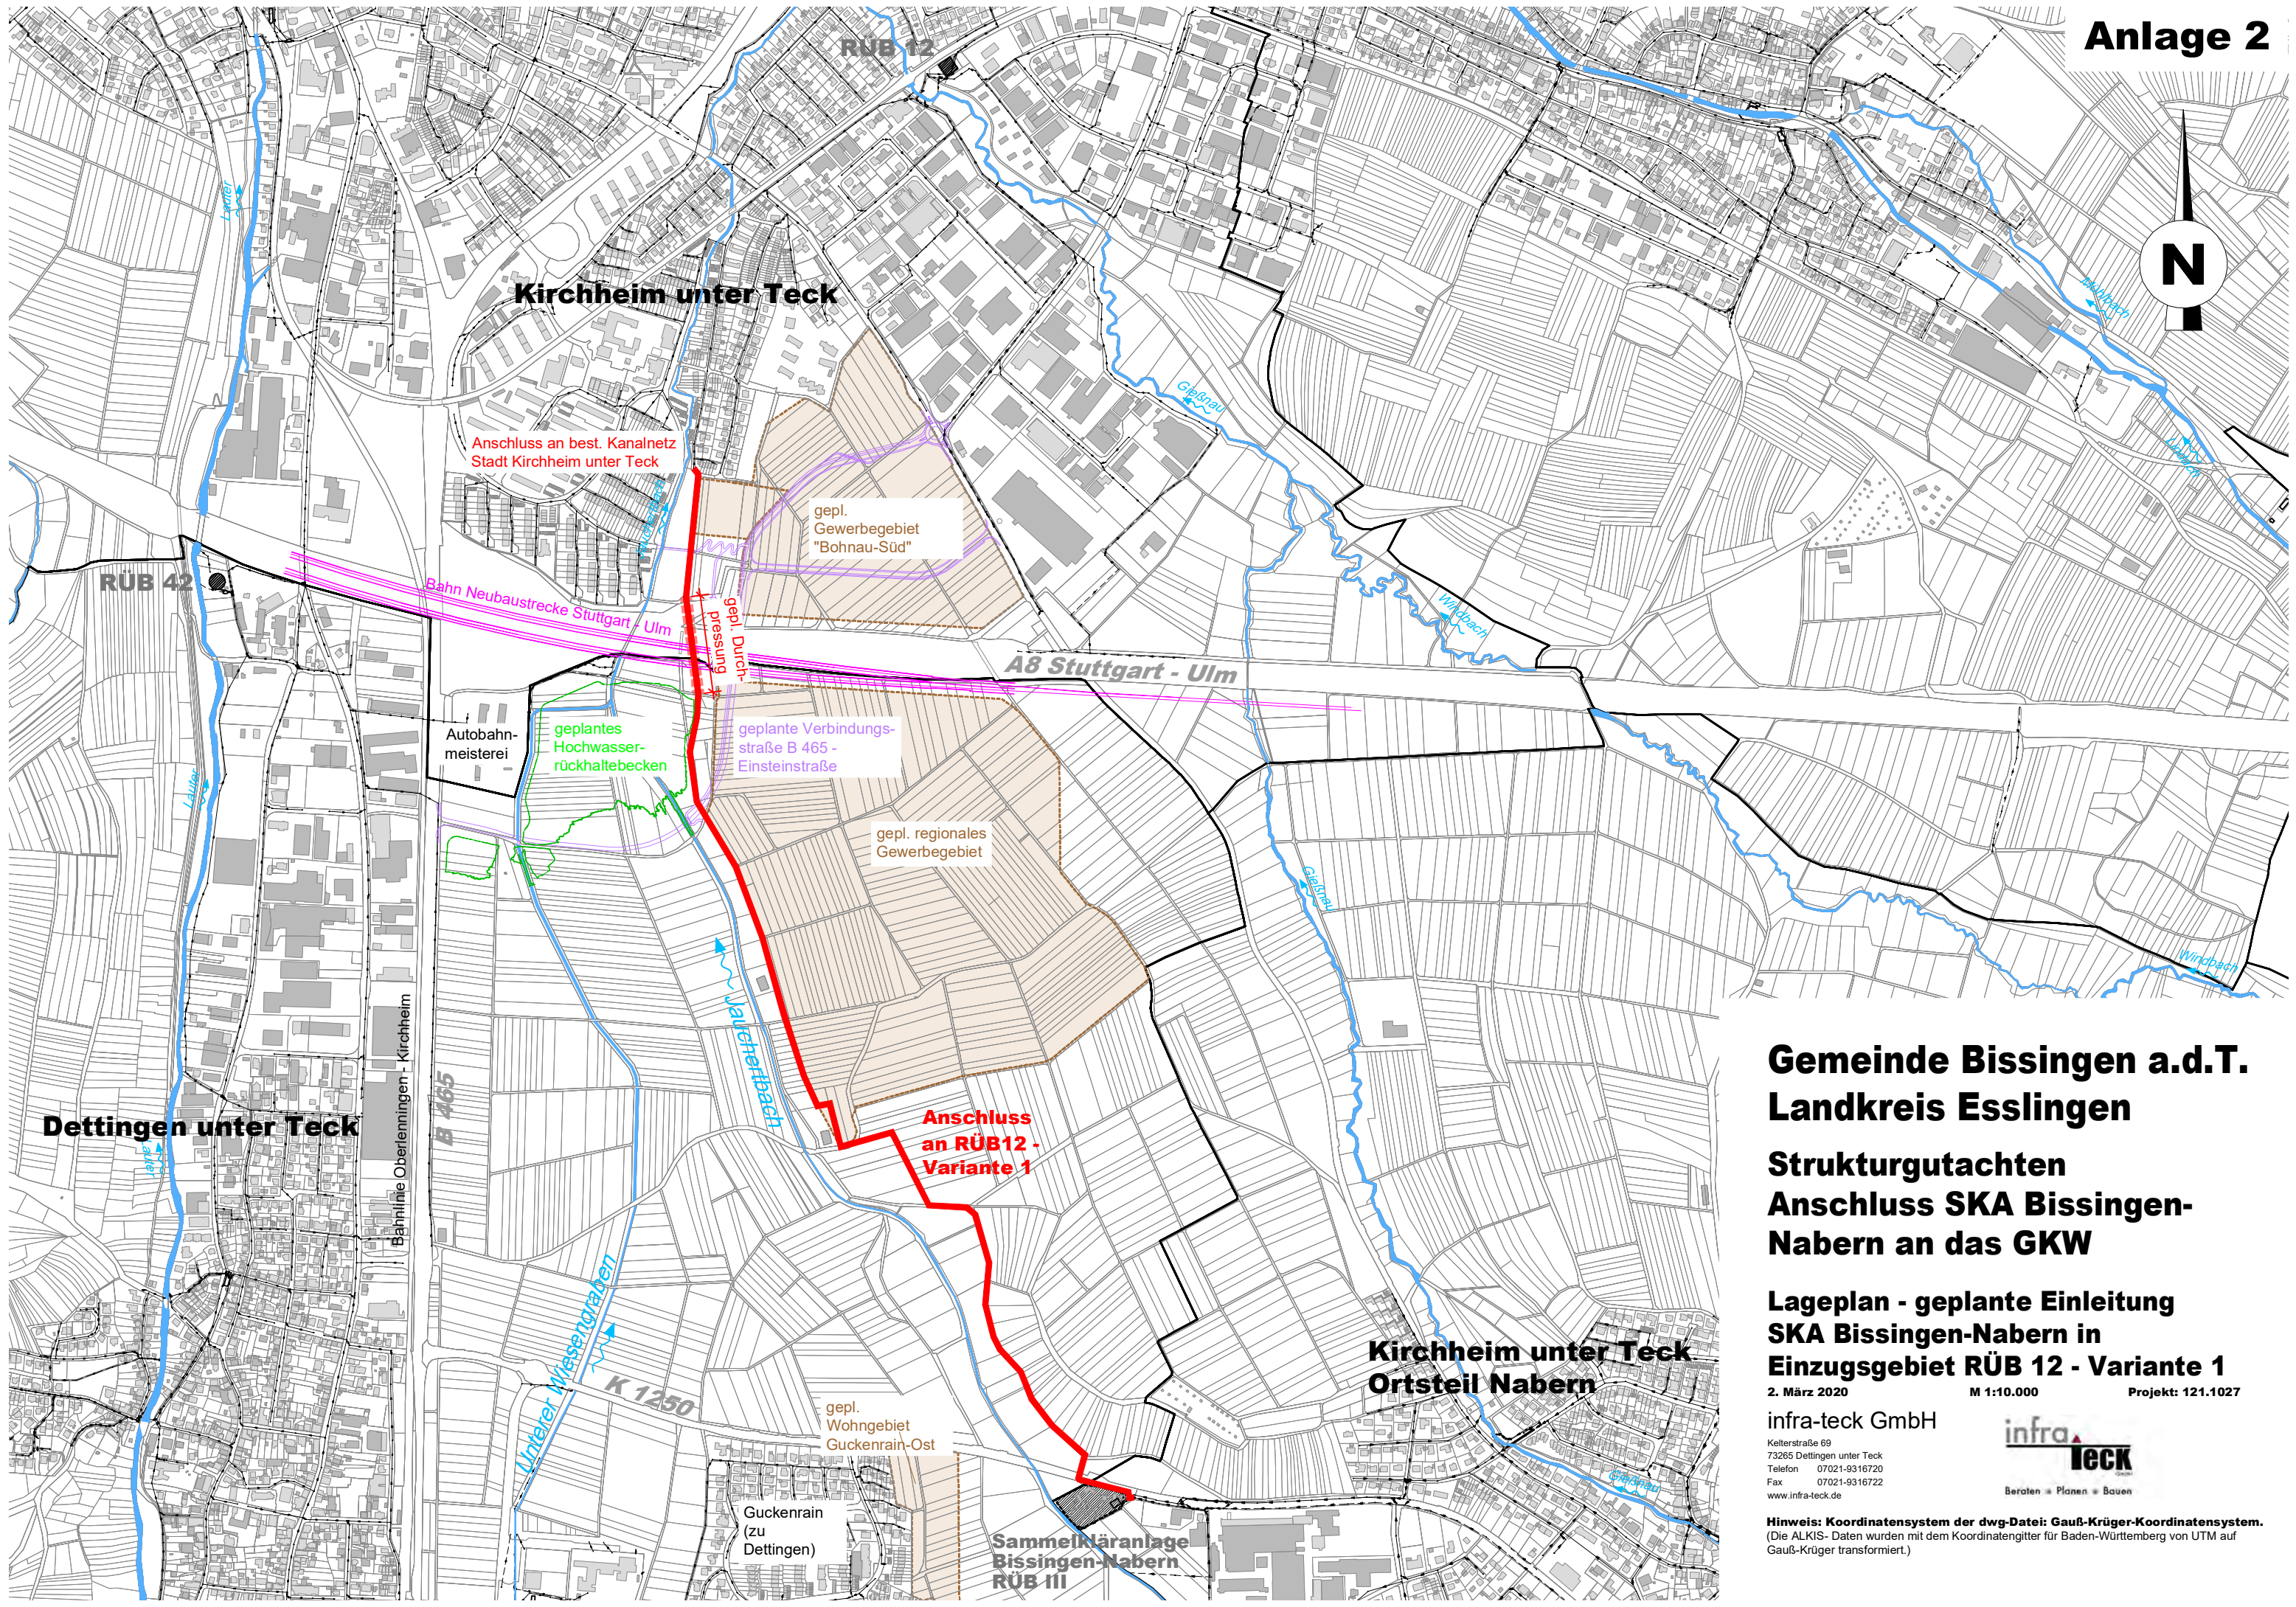 Anlage 2
RÜB 12
N
Lauter
Mühlbach
Kirchheim unter Teck
Gießnau
Lindach
Anschluss an best. Kanalnetz
Stadt Kirchheim unter Teck
Jauchertbach
gepl.
Gewerbegebiet
"Bohnau-Süd"
RÜB 42
Bahn Neubaustrecke Stuttgart - Ulm
gepl. Durch-
pressung
Windbach
A8 Stuttgart - Ulm
Autobahn-
meisterei
geplantes
Hochwasser-
rückhaltebecken
geplante Verbindungs-
straße B 465 -
Einsteinstraße
Lauter
gepl. regionales
Gewerbegebiet
Gießnau
Windbach
Jauchertbach
Bahnlinie Oberlenningen - Kirchheim
B 465
Dettingen unter Teck
Lauter
Anschluss
an RÜB12 -
Variante 1
Unterer Wiesengraben
K 1250
Kirchheim unter Teck
Ortsteil Nabern
gepl.
Wohngebiet
Guckenrain-Ost
Gießnau
Guckenrain
(zu
Dettingen)
Sammelkläranlage
Bissingen-Nabern
RÜB III
Gemeinde Bissingen a.d.T.
Landkreis Esslingen
Strukturgutachten
Anschluss SKA Bissingen-
Nabern an das GKW
Lageplan - geplante Einleitung
SKA Bissingen-Nabern in
Einzugsgebiet RÜB 12 - Variante 1
2. März 2020 M 1:10.000 Projekt: 121.1027
infra-teck GmbH
Kelterstraße 69
73265 Dettingen unter Teck
Telefon 07021-9316720
Fax 07021-9316722
www.infra-teck.de
infra
Teck
GmbH
Beraten Planen Bauen
Hinweis: Koordinatensystem der dwg-Datei: Gauß-Krüger-Koordinatensystem.
(Die ALKIS- Daten wurden mit dem Koordinatengitter für Baden-Württemberg von UTM auf
Gauß-Krüger transformiert.)